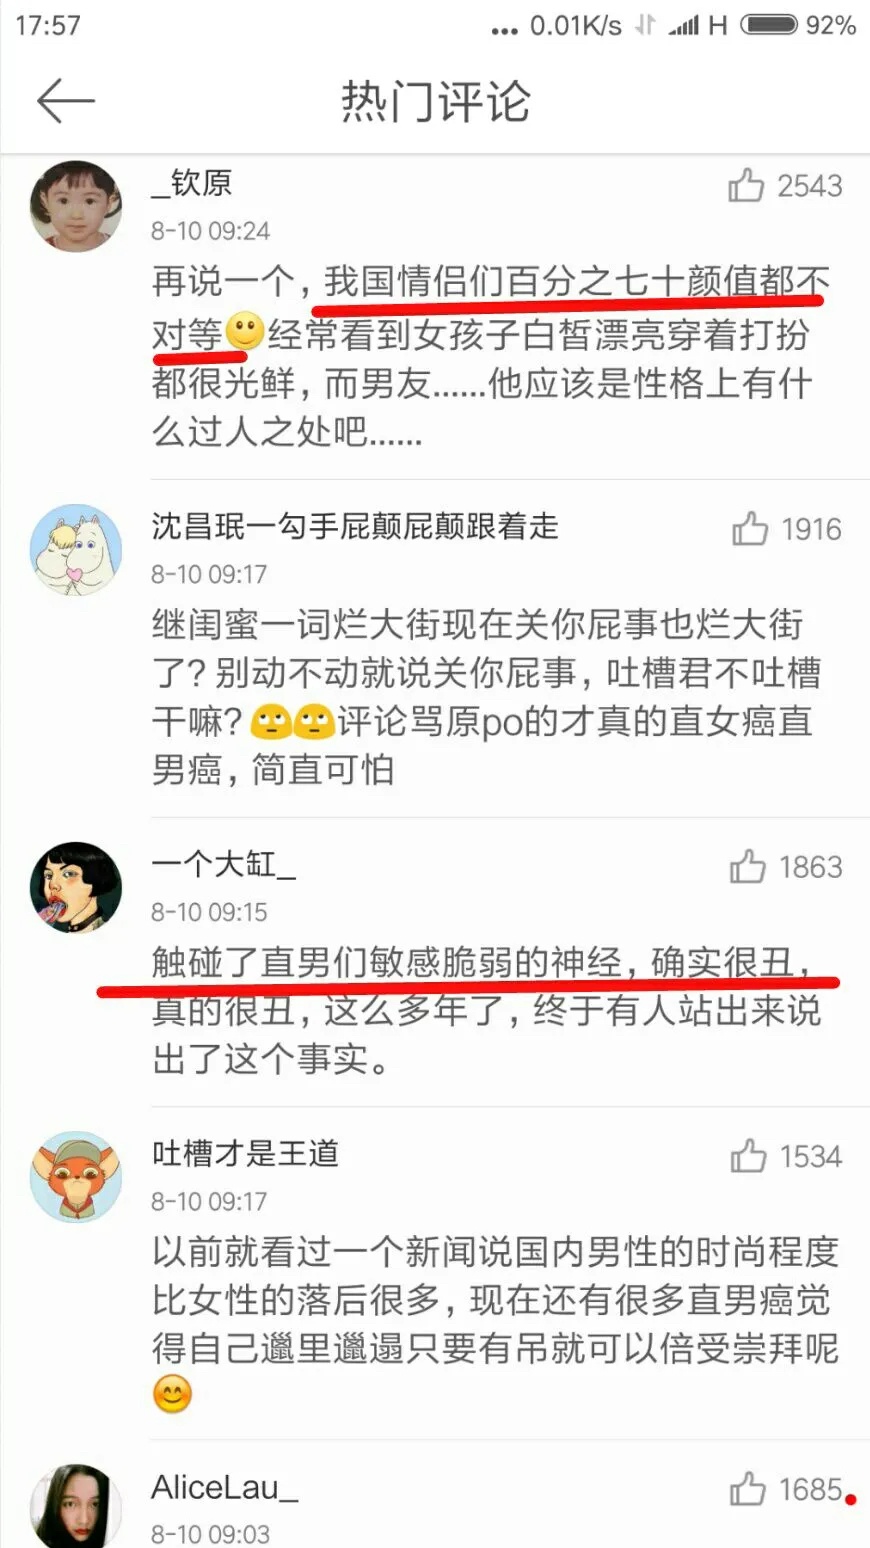 17:57
... 0.01K/s H 92%
热门评论
_钦原
2543
8-10 09:24
再说一个，我国情侣们百分之七十颜值都不
对等🙂经常看到女孩子白皙漂亮穿着打扮
都很光鲜，而男友……他应该是性格上有什
么过人之处吧……
沈昌珉一勾手屁颠屁颠跟着走
1916
8-10 09:17
继闺蜜一词烂大街现在关你屁事也烂大街
了？别动不动就说关你屁事，吐槽君不吐槽
干嘛？🙄🙄评论骂原po的才真的直女癌直
男癌，简直可怕
一个大缸_
1863
8-10 09:15
触碰了直男们敏感脆弱的神经，确实很丑，
真的很丑，这么多年了，终于有人站出来说
出了这个事实。
吐槽才是王道
1534
8-10 09:17
以前就看过一个新闻说国内男性的时尚程度
比女性的落后很多，现在还有很多直男癌觉
得自己邋里邋遢只要有吊就可以倍受崇拜呢
😊
AliceLau_
1685
8-10 09:03